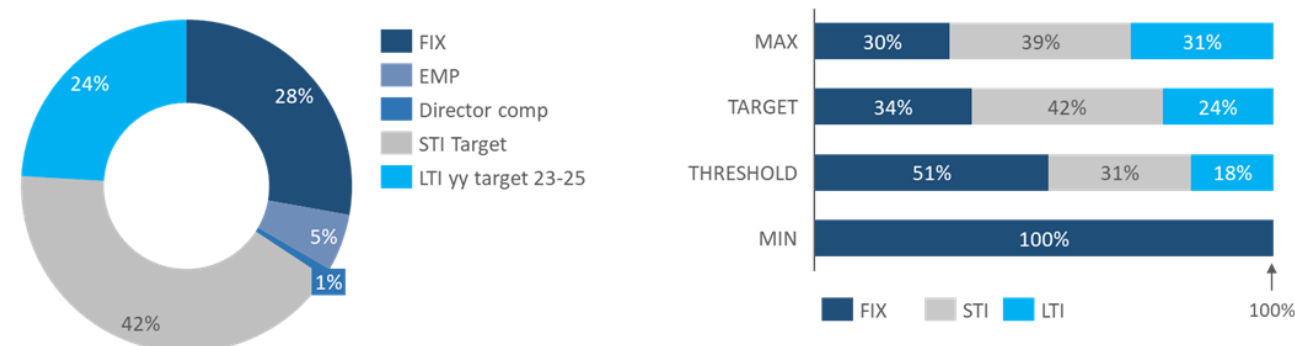 24%
28%
5%
1%
42%
FIX
EMP
Director comp
STI Target
LTI yy target 23-25
MAX 30% 39% 31%
TARGET 34% 42% 24%
THRESHOLD 51% 31% 18%
MIN 100%
FIX STI LTI
100%